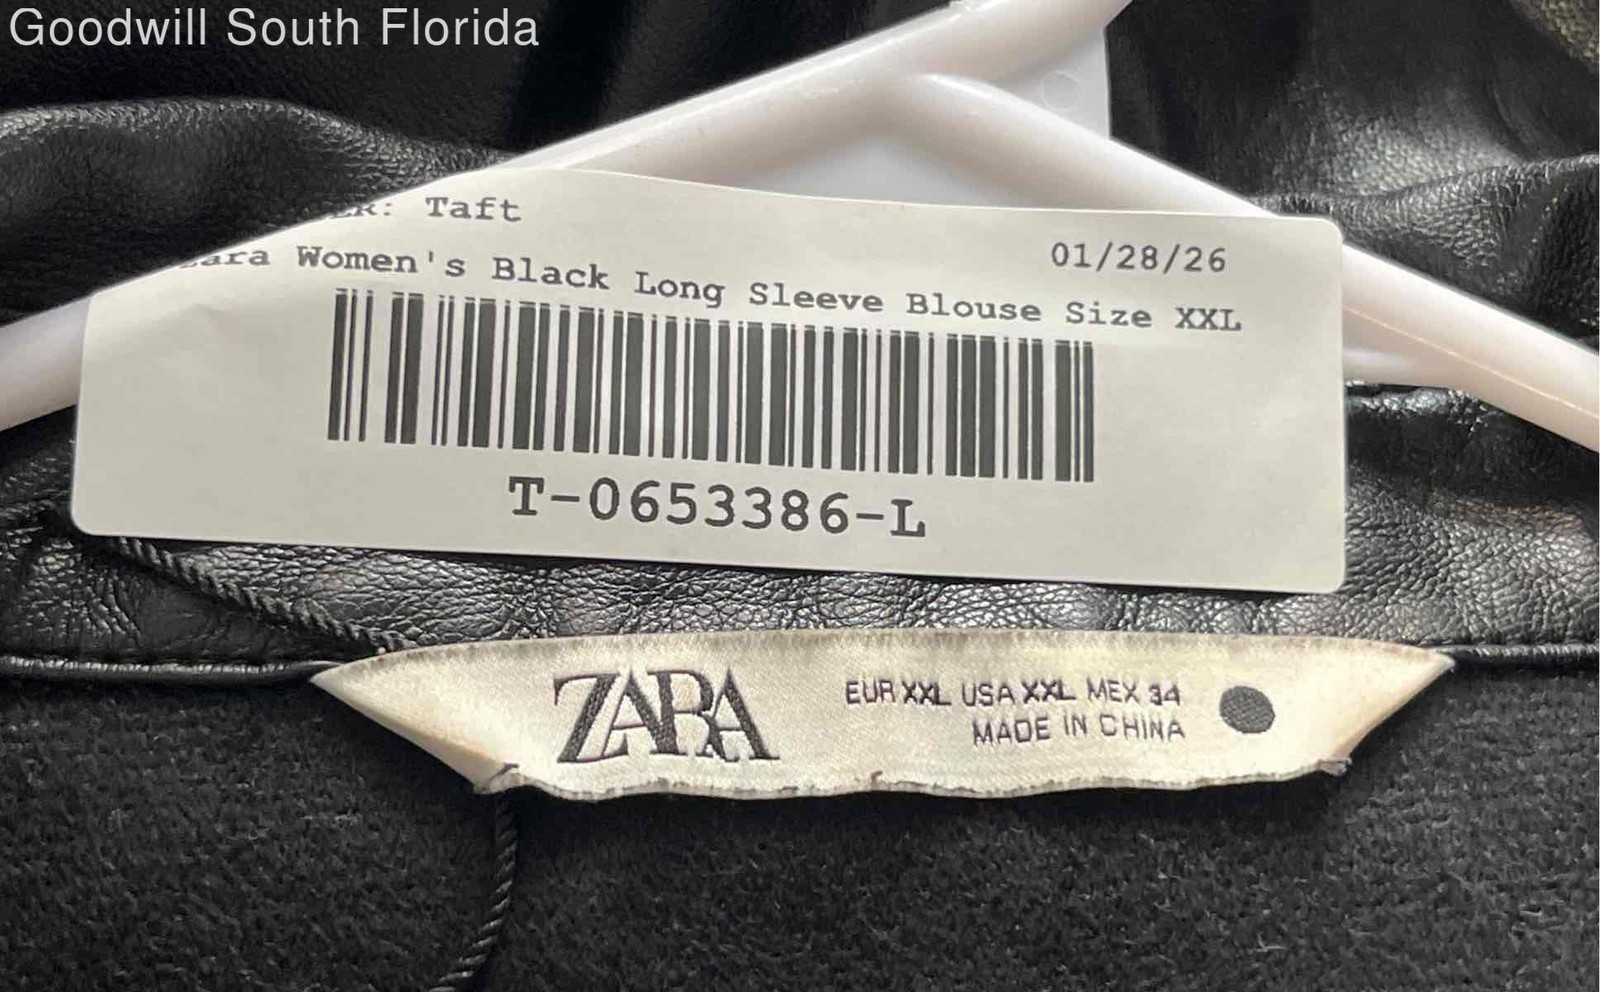 Goodwill South Florida
Taft
01/28/26
Women's Black Long Sleeve Blouse Size XXL
T-0653386-L
ZARA
EUR XXL USA XXL MEX 34
MADE IN CHINA